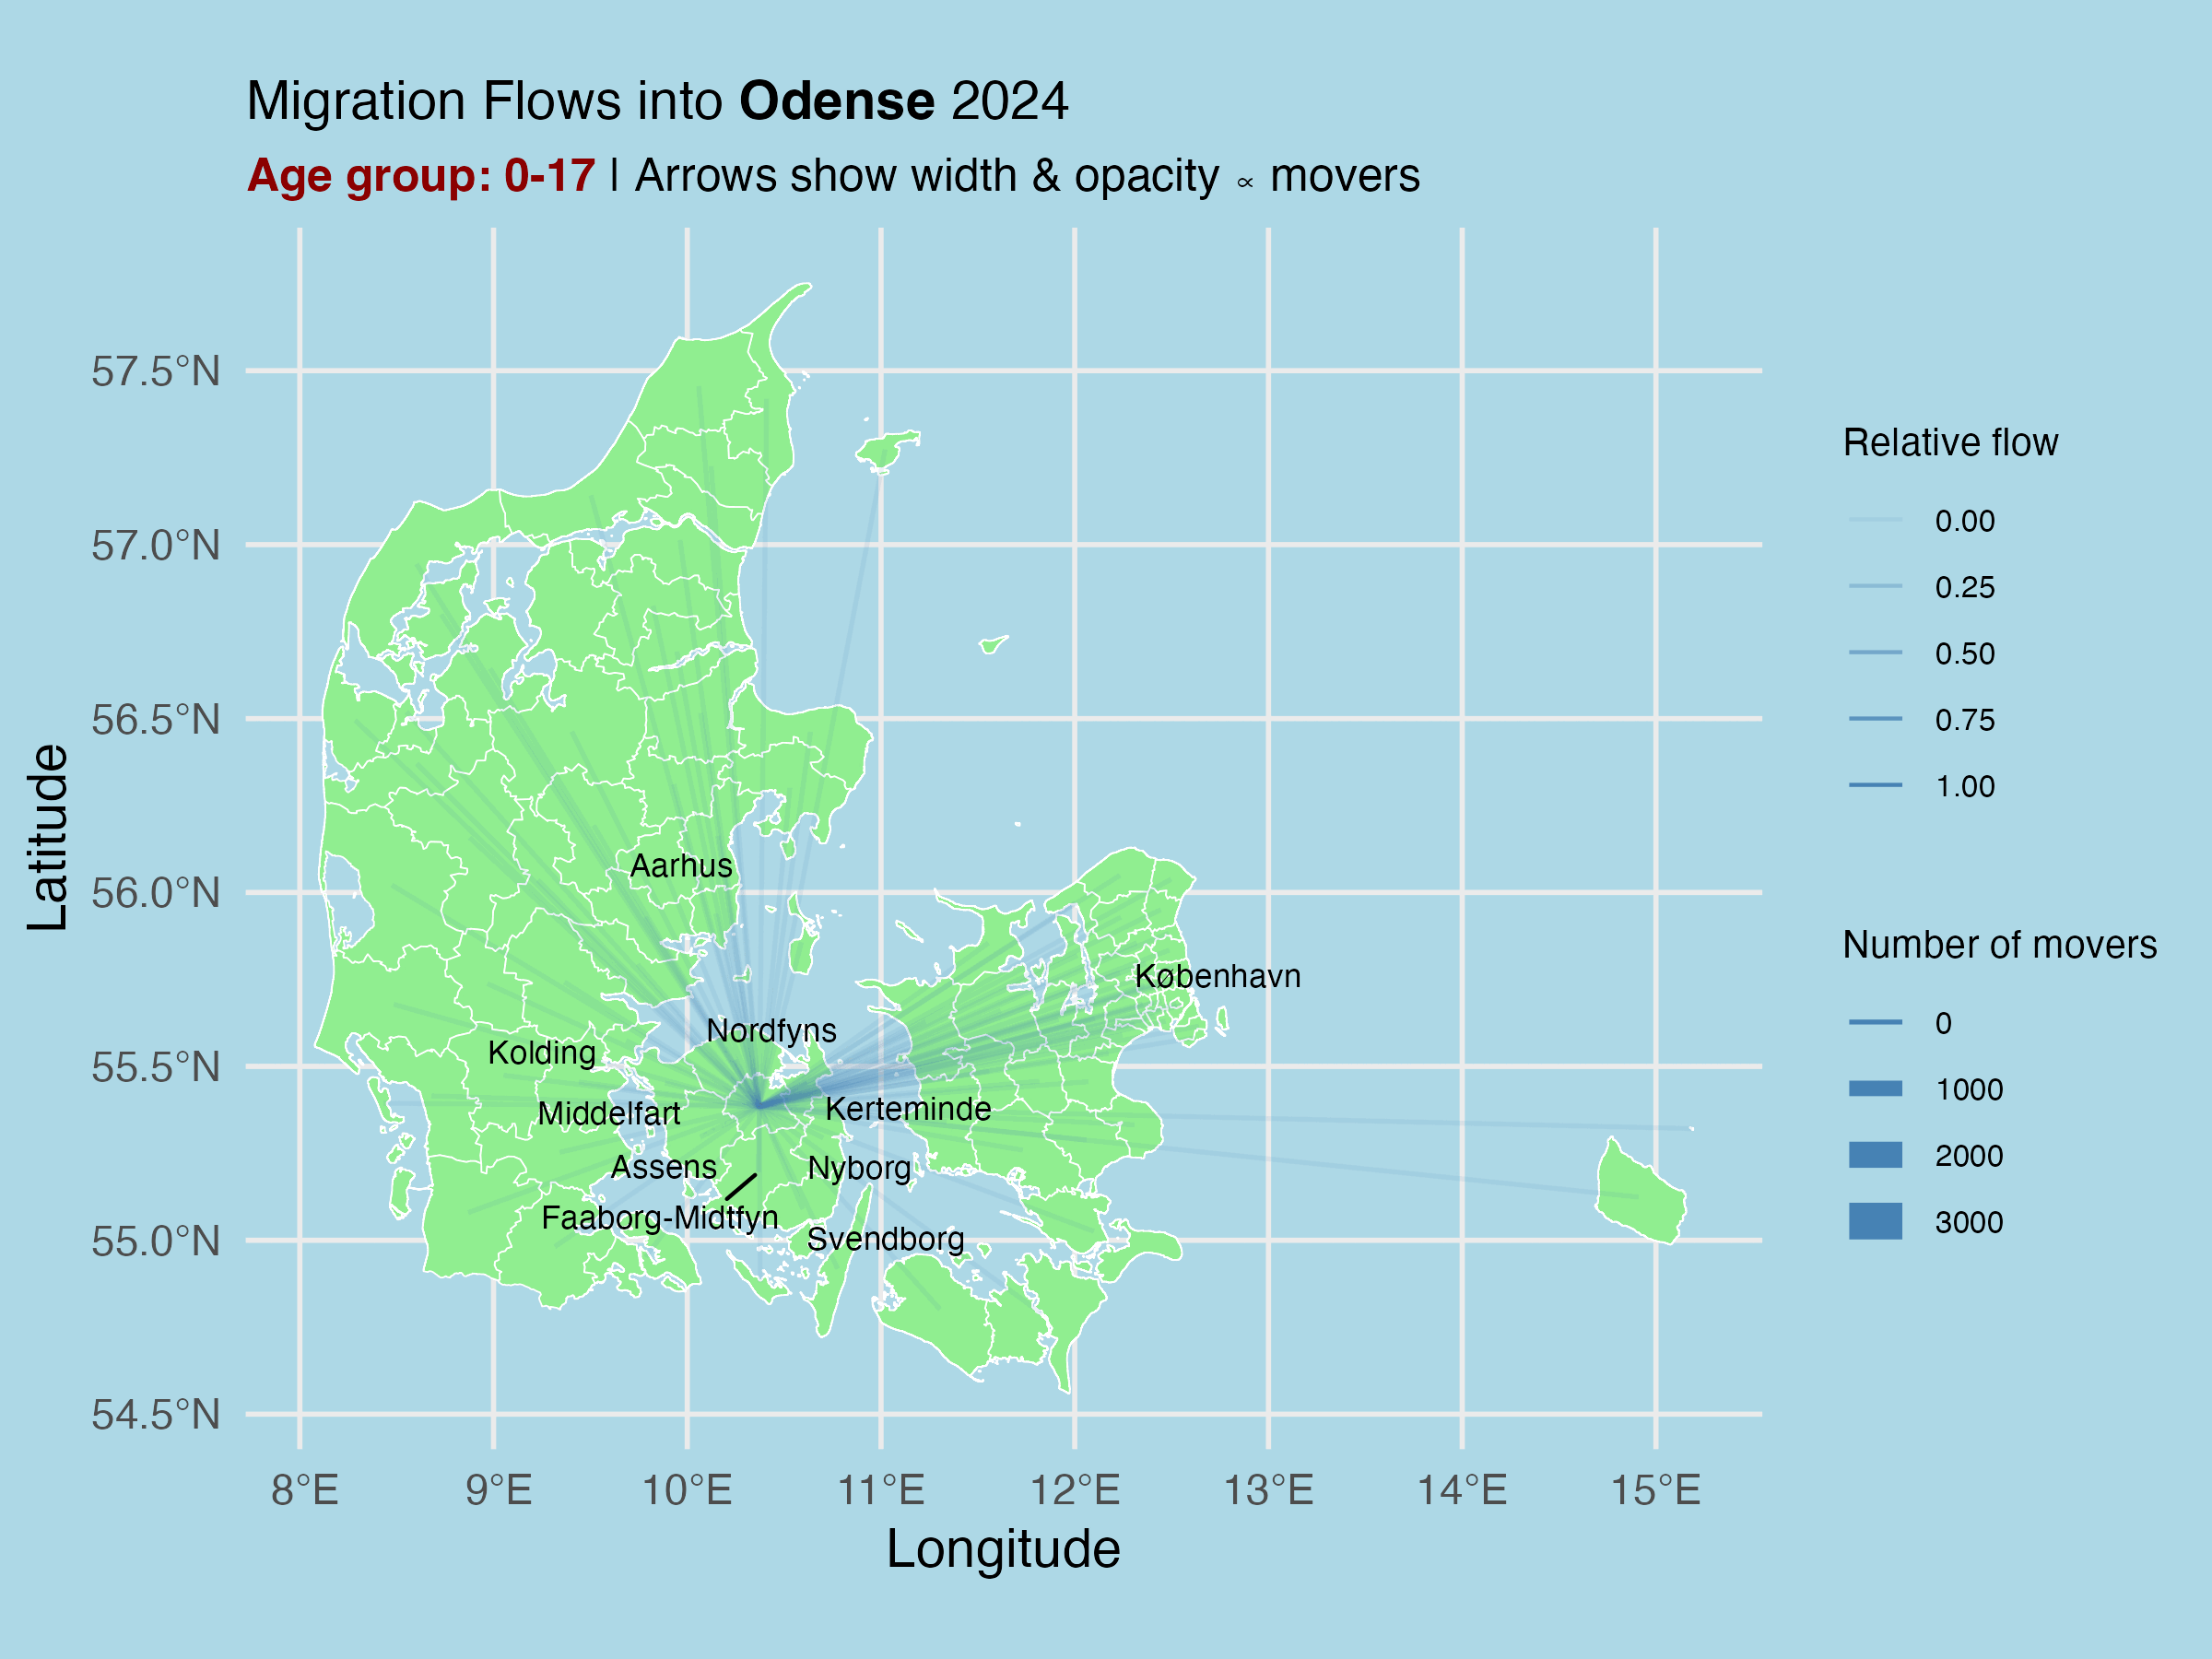 Migration Flows into Odense 2024
Age group: 0-17 | Arrows show width & opacity ∝ movers
57.5°N
57.0°N
56.5°N
56.0°N
55.5°N
55.0°N
54.5°N
Latitude
8°E
9°E
10°E
11°E
12°E
13°E
14°E
15°E
Longitude
Aarhus
København
Nordfyns
Kolding
Middelfart
Kerteminde
Assens
Nyborg
Faaborg-Midtfyn
Svendborg
Relative flow
0.00
0.25
0.50
0.75
1.00
Number of movers
0
1000
2000
3000